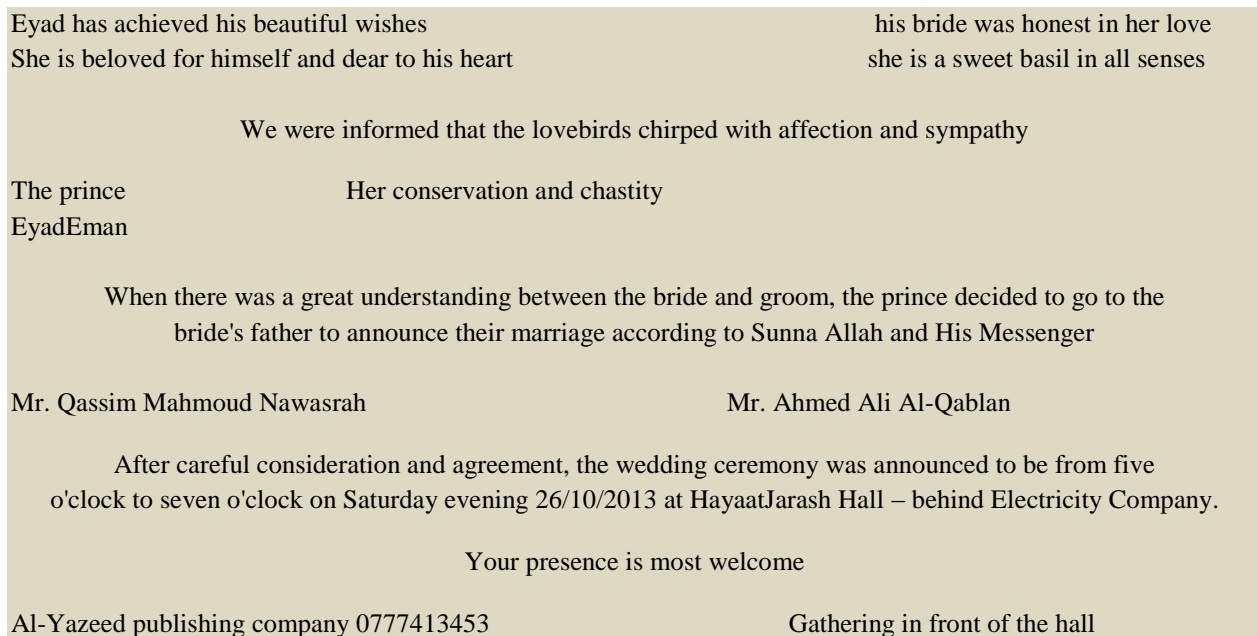 Eyad has achieved his beautiful wishes his bride was honest in her love
She is beloved for himself and dear to his heart she is a sweet basil in all senses
We were informed that the lovebirds chirped with affection and sympathy
The prince Her conservation and chastity
EyadEman
When there was a great understanding between the bride and groom, the prince decided to go to the
bride's father to announce their marriage according to Sunna Allah and His Messenger
Mr. Qassim Mahmoud Nawasrah Mr. Ahmed Ali Al-Qablan
After careful consideration and agreement, the wedding ceremony was announced to be from five
o'clock to seven o'clock on Saturday evening 26/10/2013 at HayaatJarash Hall – behind Electricity Company.
Your presence is most welcome
Al-Yazeed publishing company 0777413453 Gathering in front of the hall